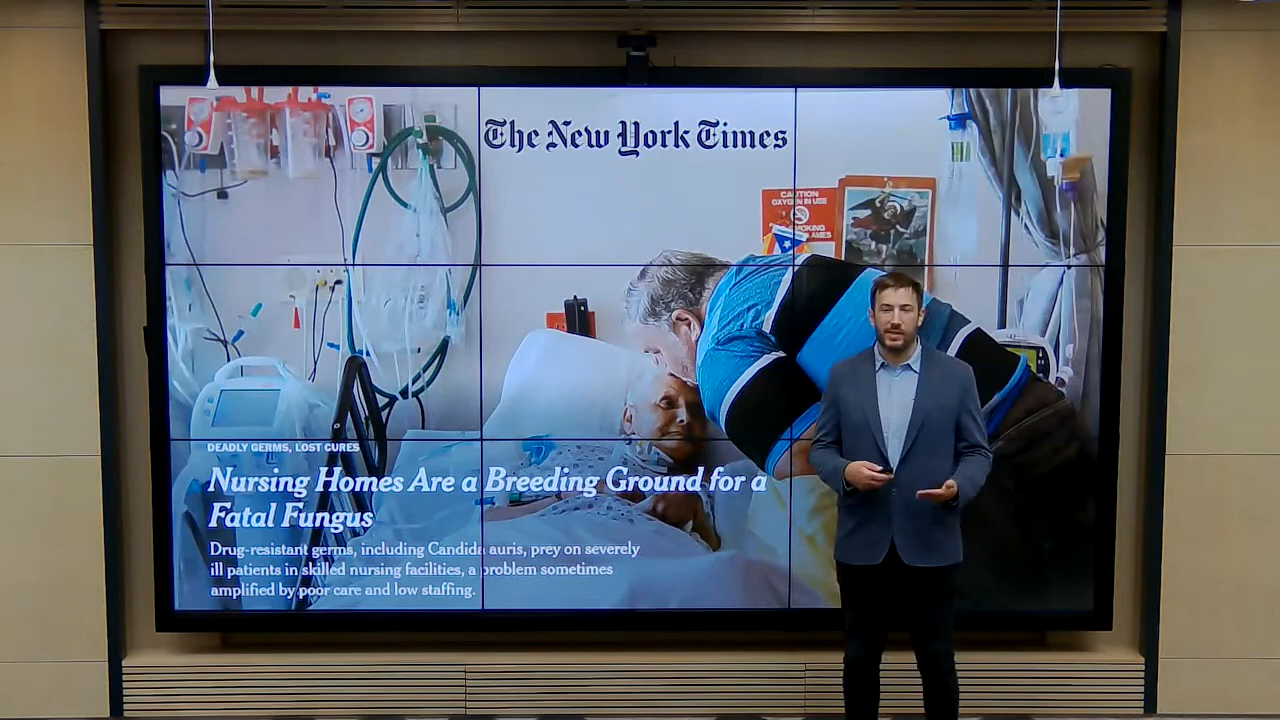 The New York Times
CAUTION
OXYGEN IN USE
DEADLY GERMS, LOST CURES
Nursing Homes Are a Breeding Ground for a
Fatal Fungus
Drug-resistant germs, including Candida auris, prey on severely
ill patients in skilled nursing facilities, a problem sometimes
amplified by poor care and low staffing.